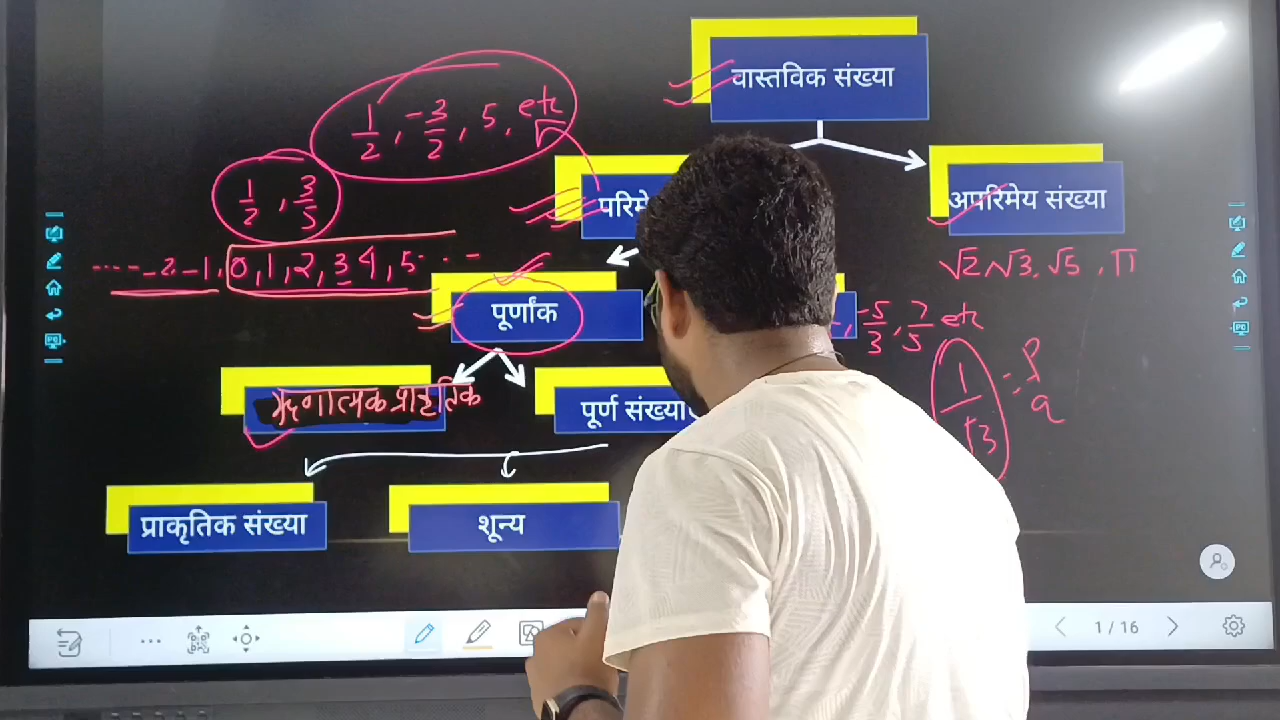 वास्तविक संख्या
1/2, -3/2, 5, etc
1/2, 3/5
अपरिमेय संख्या
√2, √3, √5, π
-----2-1, 0, 1, 2, 3 4, 5---
पूर्णांक
-5/3, 7/5 etc
1/√3
ऋणात्मक प्राकृतिक
पूर्ण
प्राकृतिक संख्या
शून्य
1 / 16